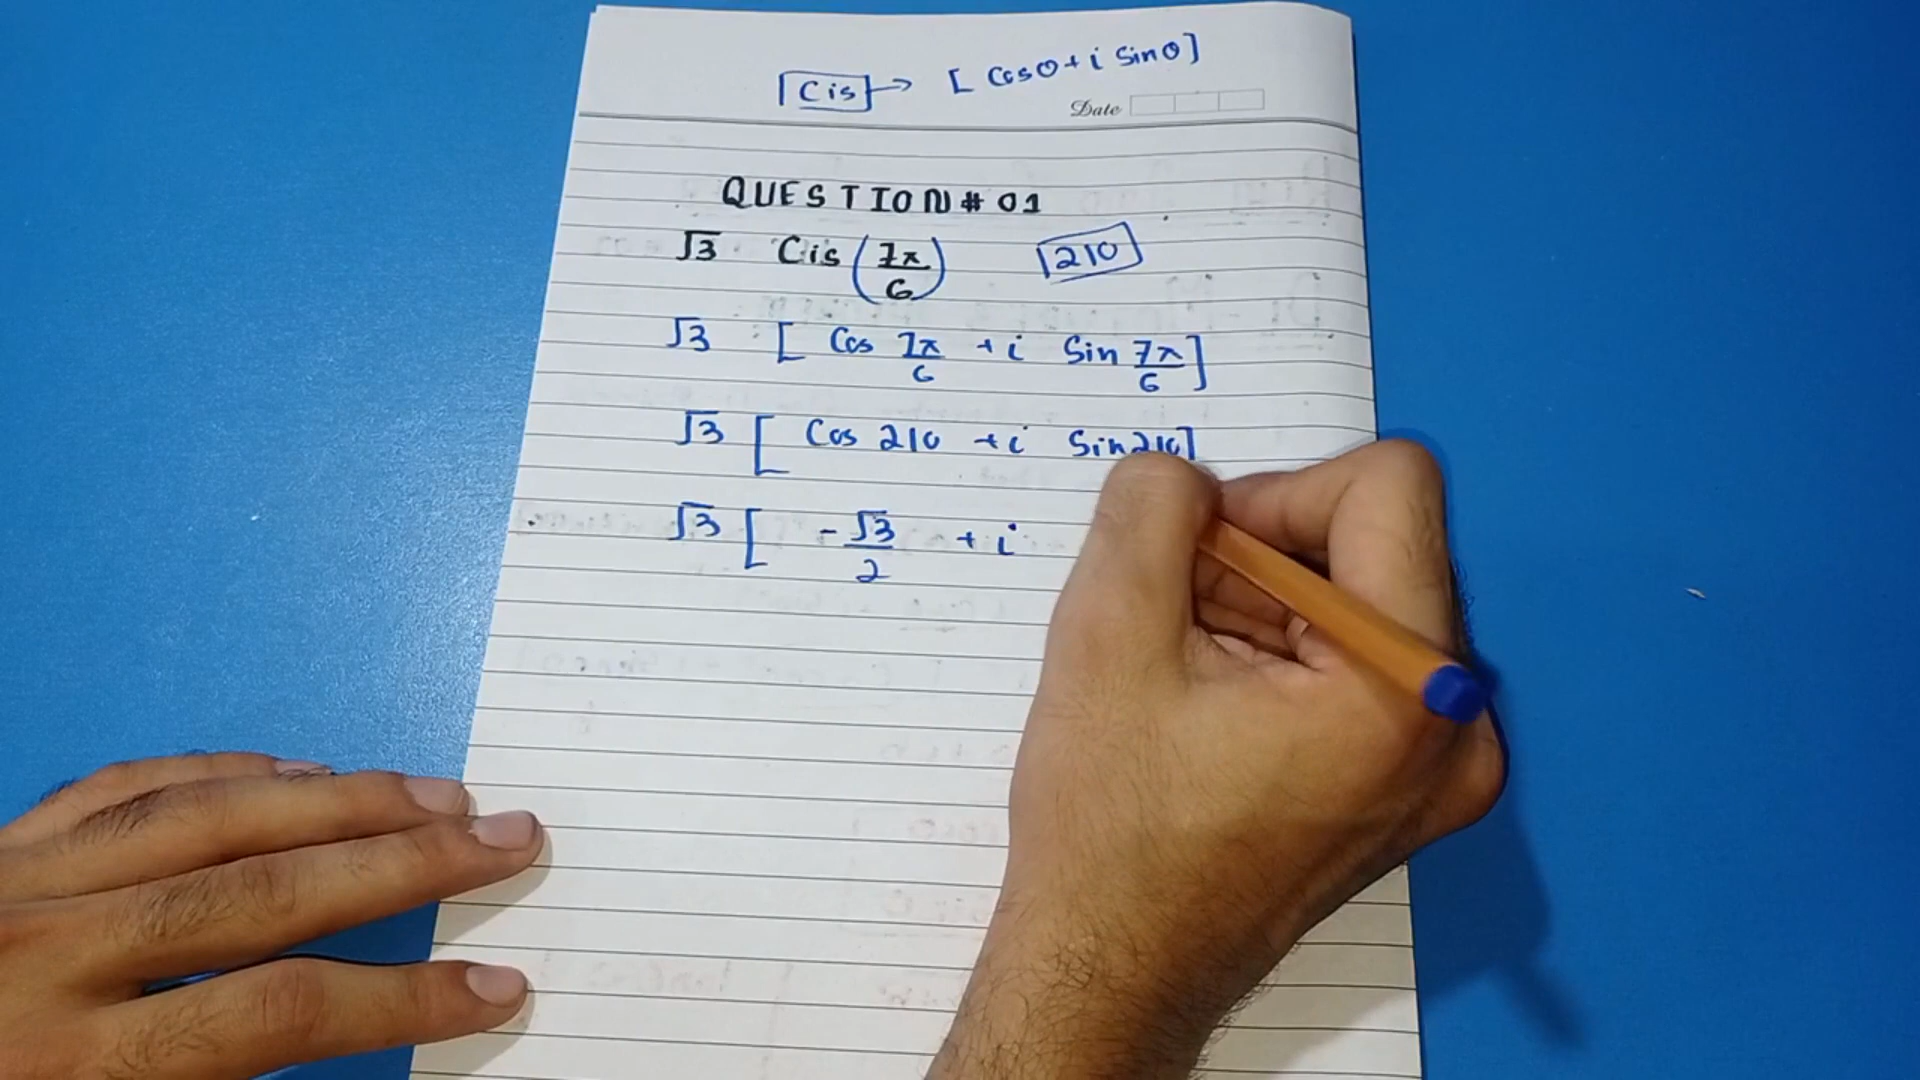 Cis → [ Cosθ + i Sinθ ]
Date
QUESTION # 01
√3 Cis (7π/6) 210
√3 [ Cos 7π/6 + i Sin 7π/6 ]
√3 [ Cos 210 + i Sin 210 ]
√3 [ -√3/2 + i